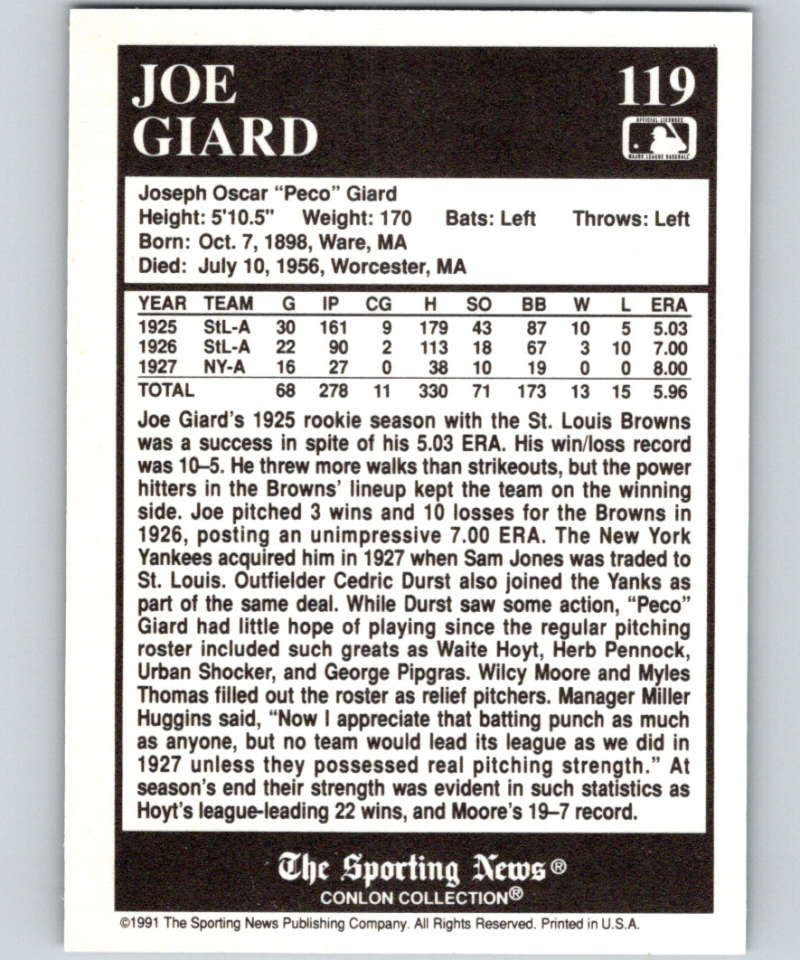 JOE
GIARD
119
OFFICIAL LICENSEE
MAJOR LEAGUE BASEBALL
Joseph Oscar “Peco” Giard
Height: 5'10.5" Weight: 170 Bats: Left Throws: Left
Born: Oct. 7, 1898, Ware, MA
Died: July 10, 1956, Worcester, MA
YEAR TEAM G IP CG H SO BB W L ERA
1925 StL-A 30 161 9 179 43 87 10 5 5.03
1926 StL-A 22 90 2 113 18 67 3 10 7.00
1927 NY-A 16 27 0 38 10 19 0 0 8.00
TOTAL 68 278 11 330 71 173 13 15 5.96
Joe Giard's 1925 rookie season with the St. Louis Browns
was a success in spite of his 5.03 ERA. His win/loss record
was 10–5. He threw more walks than strikeouts, but the power
hitters in the Browns' lineup kept the team on the winning
side. Joe pitched 3 wins and 10 losses for the Browns in
1926, posting an unimpressive 7.00 ERA. The New York
Yankees acquired him in 1927 when Sam Jones was traded to
St. Louis. Outfielder Cedric Durst also joined the Yanks as
part of the same deal. While Durst saw some action, “Peco”
Giard had little hope of playing since the regular pitching
roster included such greats as Waite Hoyt, Herb Pennock,
Urban Shocker, and George Pipgras. Wilcy Moore and Myles
Thomas filled out the roster as relief pitchers. Manager Miller
Huggins said, “Now I appreciate that batting punch as much
as anyone, but no team would lead its league as we did in
1927 unless they possessed real pitching strength.” At
season's end their strength was evident in such statistics as
Hoyt's league-leading 22 wins, and Moore's 19–7 record.
The Sporting News®
CONLON COLLECTION®
©1991 The Sporting News Publishing Company. All Rights Reserved. Printed in U.S.A.